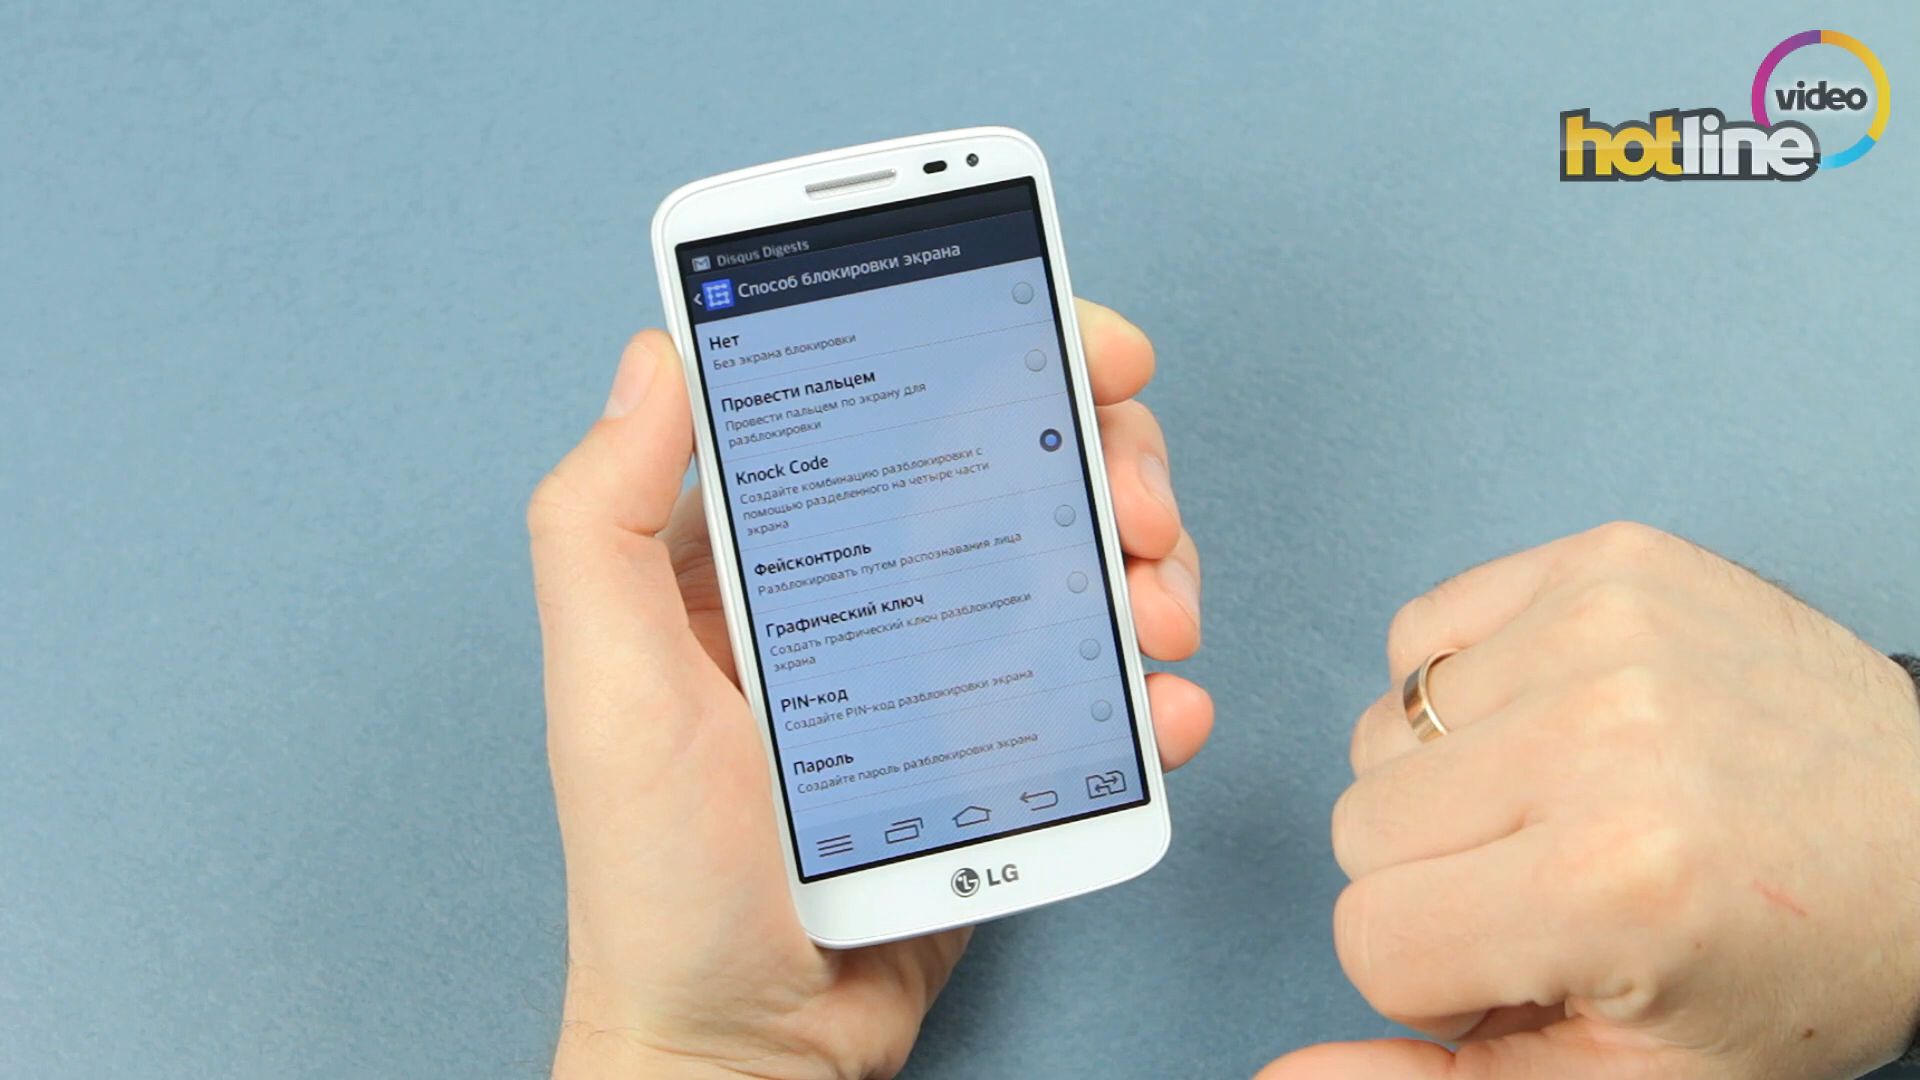 video
hotline
Disqus Digests
Способ блокировки экрана
Нет
Без экрана блокировки
Провести пальцем
Провести пальцем по экрану для
разблокировки
Knock Code
Создайте комбинацию разблокировки с
помощью разделенного на четыре части
экрана
Фейсконтроль
Разблокировать путем распознавания лица
Графический ключ
Создать графический ключ разблокировки
экрана
PIN-код
Создайте PIN-код разблокировки экрана
Пароль
Создайте пароль разблокировки экрана
LG